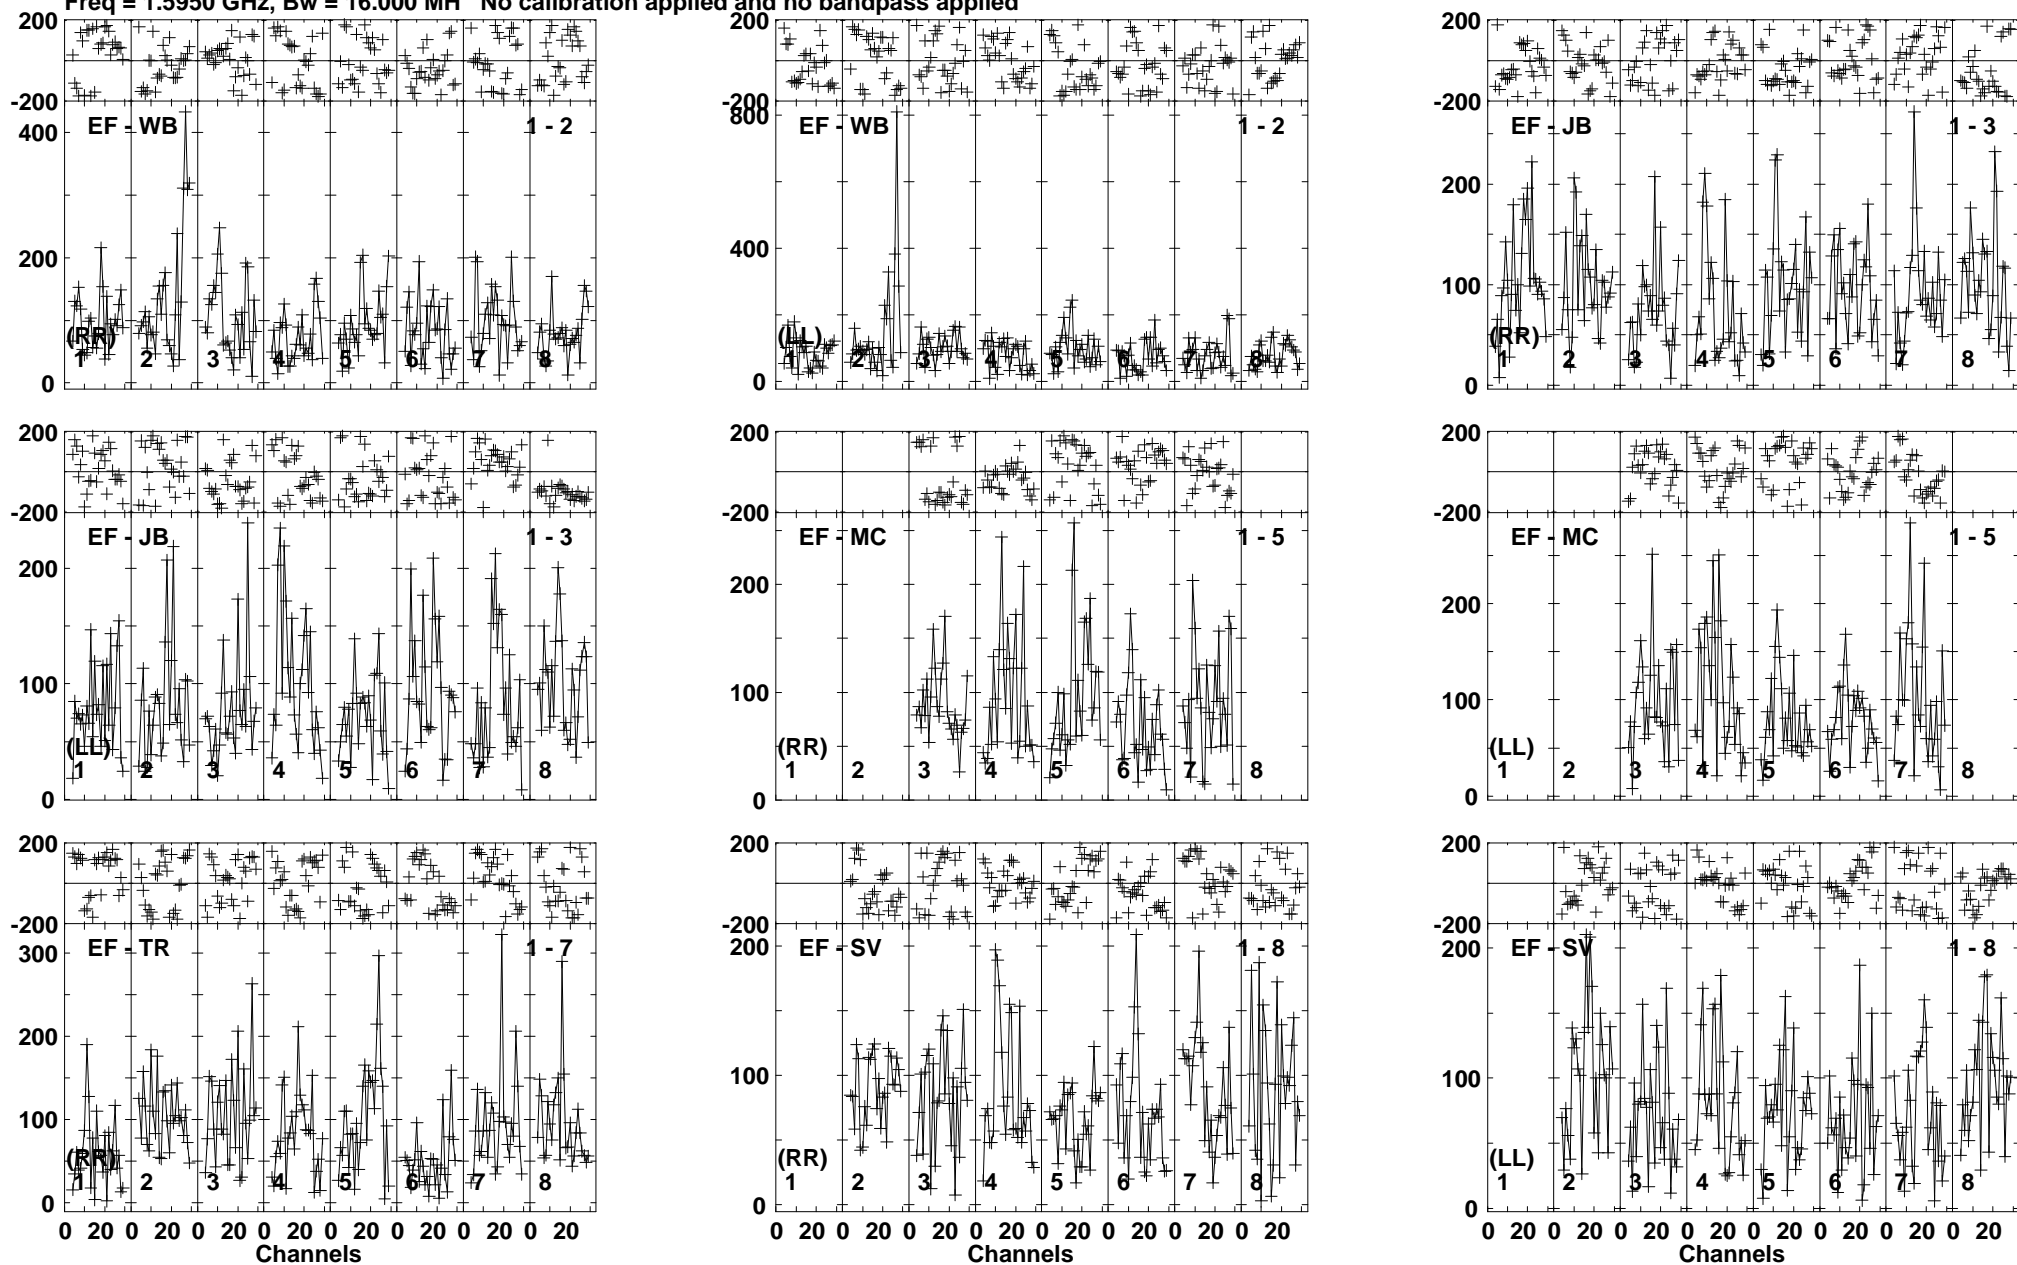 Freq = 1.5950 GHz, Bw = 16.000 MH No calibration applied and no bandpass applied
200 200 200
-200 -200 -200
EF - WB 1 - 2 EF - WB 1 - 2 EF - JB 1 - 3
400 800
200 400 200
100
0 0 0
(RR) (LL) (RR)
1 2 3 4 5 6 7 8 1 2 3 4 5 6 7 8 1 2 3 4 5 6 7 8
200 200 200
-200 -200 -200
EF - JB 1 - 3 EF - MC 1 - 5 EF - MC 1 - 5
200 200 200
100 100 100
0 0 0
(LL) (RR) (LL)
1 2 3 4 5 6 7 8 1 2 3 4 5 6 7 8 1 2 3 4 5 6 7 8
200 200 200
-200 -200 -200
EF - TR 1 - 7 EF - SV 1 - 8 EF - SV 1 - 8
300 200 200
200
100 100 100
0 0 0
(RR) (RR) (LL)
1 2 3 4 5 6 7 8 1 2 3 4 5 6 7 8 1 2 3 4 5 6 7 8
0 20 0 20 0 20 0 20 0 20 0 20 0 20 0 20 0 20 0 20 0 20 0 20 0 20 0 20 0 20 0 20 0 20 0 20 0 20 0 20 0 20 0 20 0 20 0 20
Channels Channels Channels